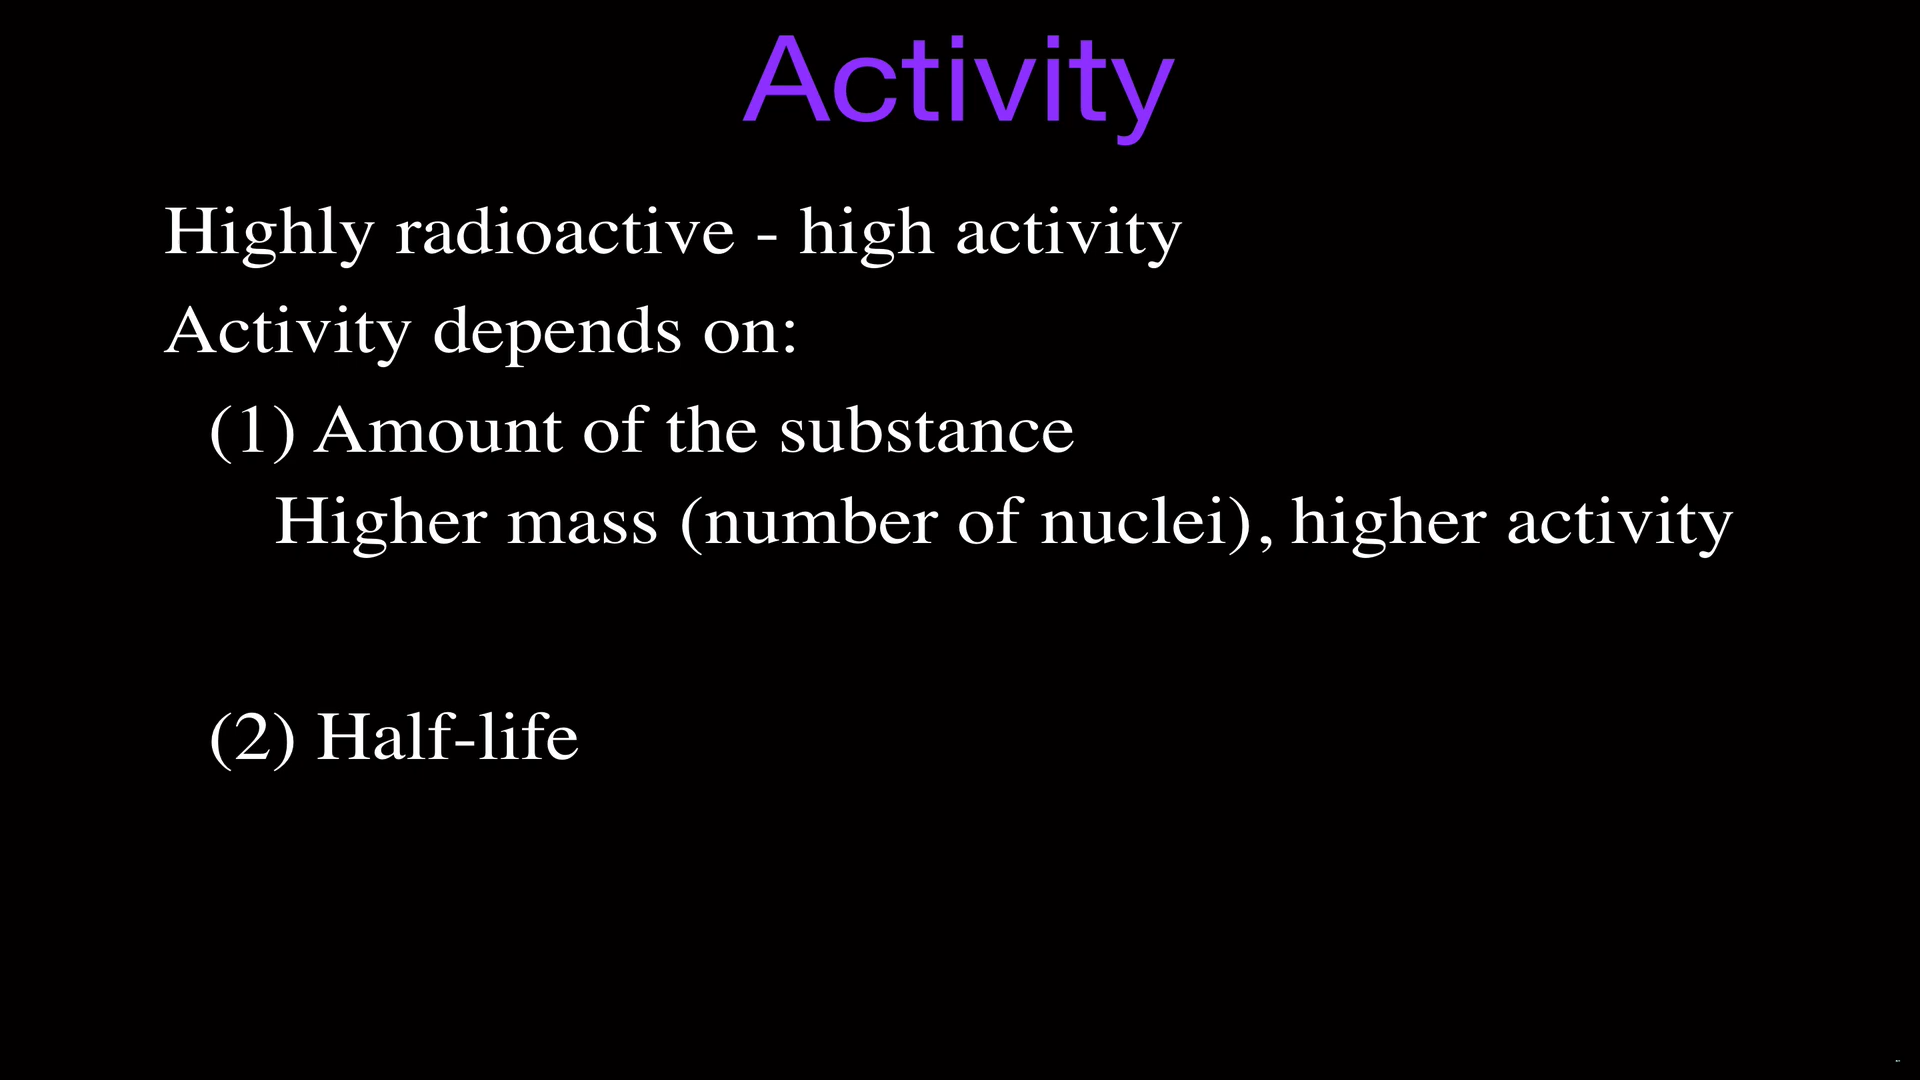 Activity
Highly radioactive - high activity
Activity depends on:
(1) Amount of the substance
Higher mass (number of nuclei), higher activity
(2) Half-life